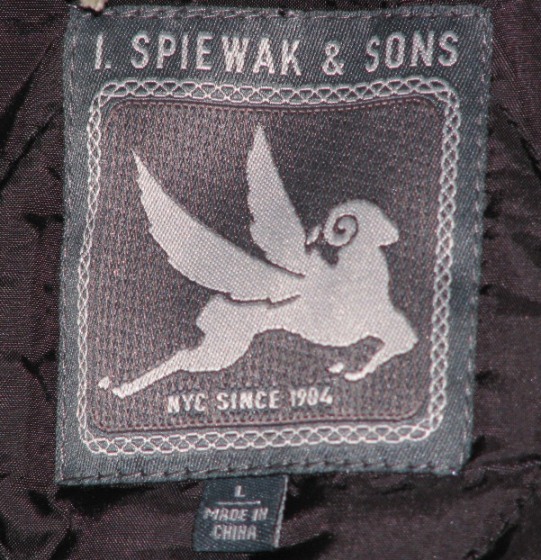 I. SPIEWAK & SONS
NYC SINCE 1904
L
MADE IN
CHINA